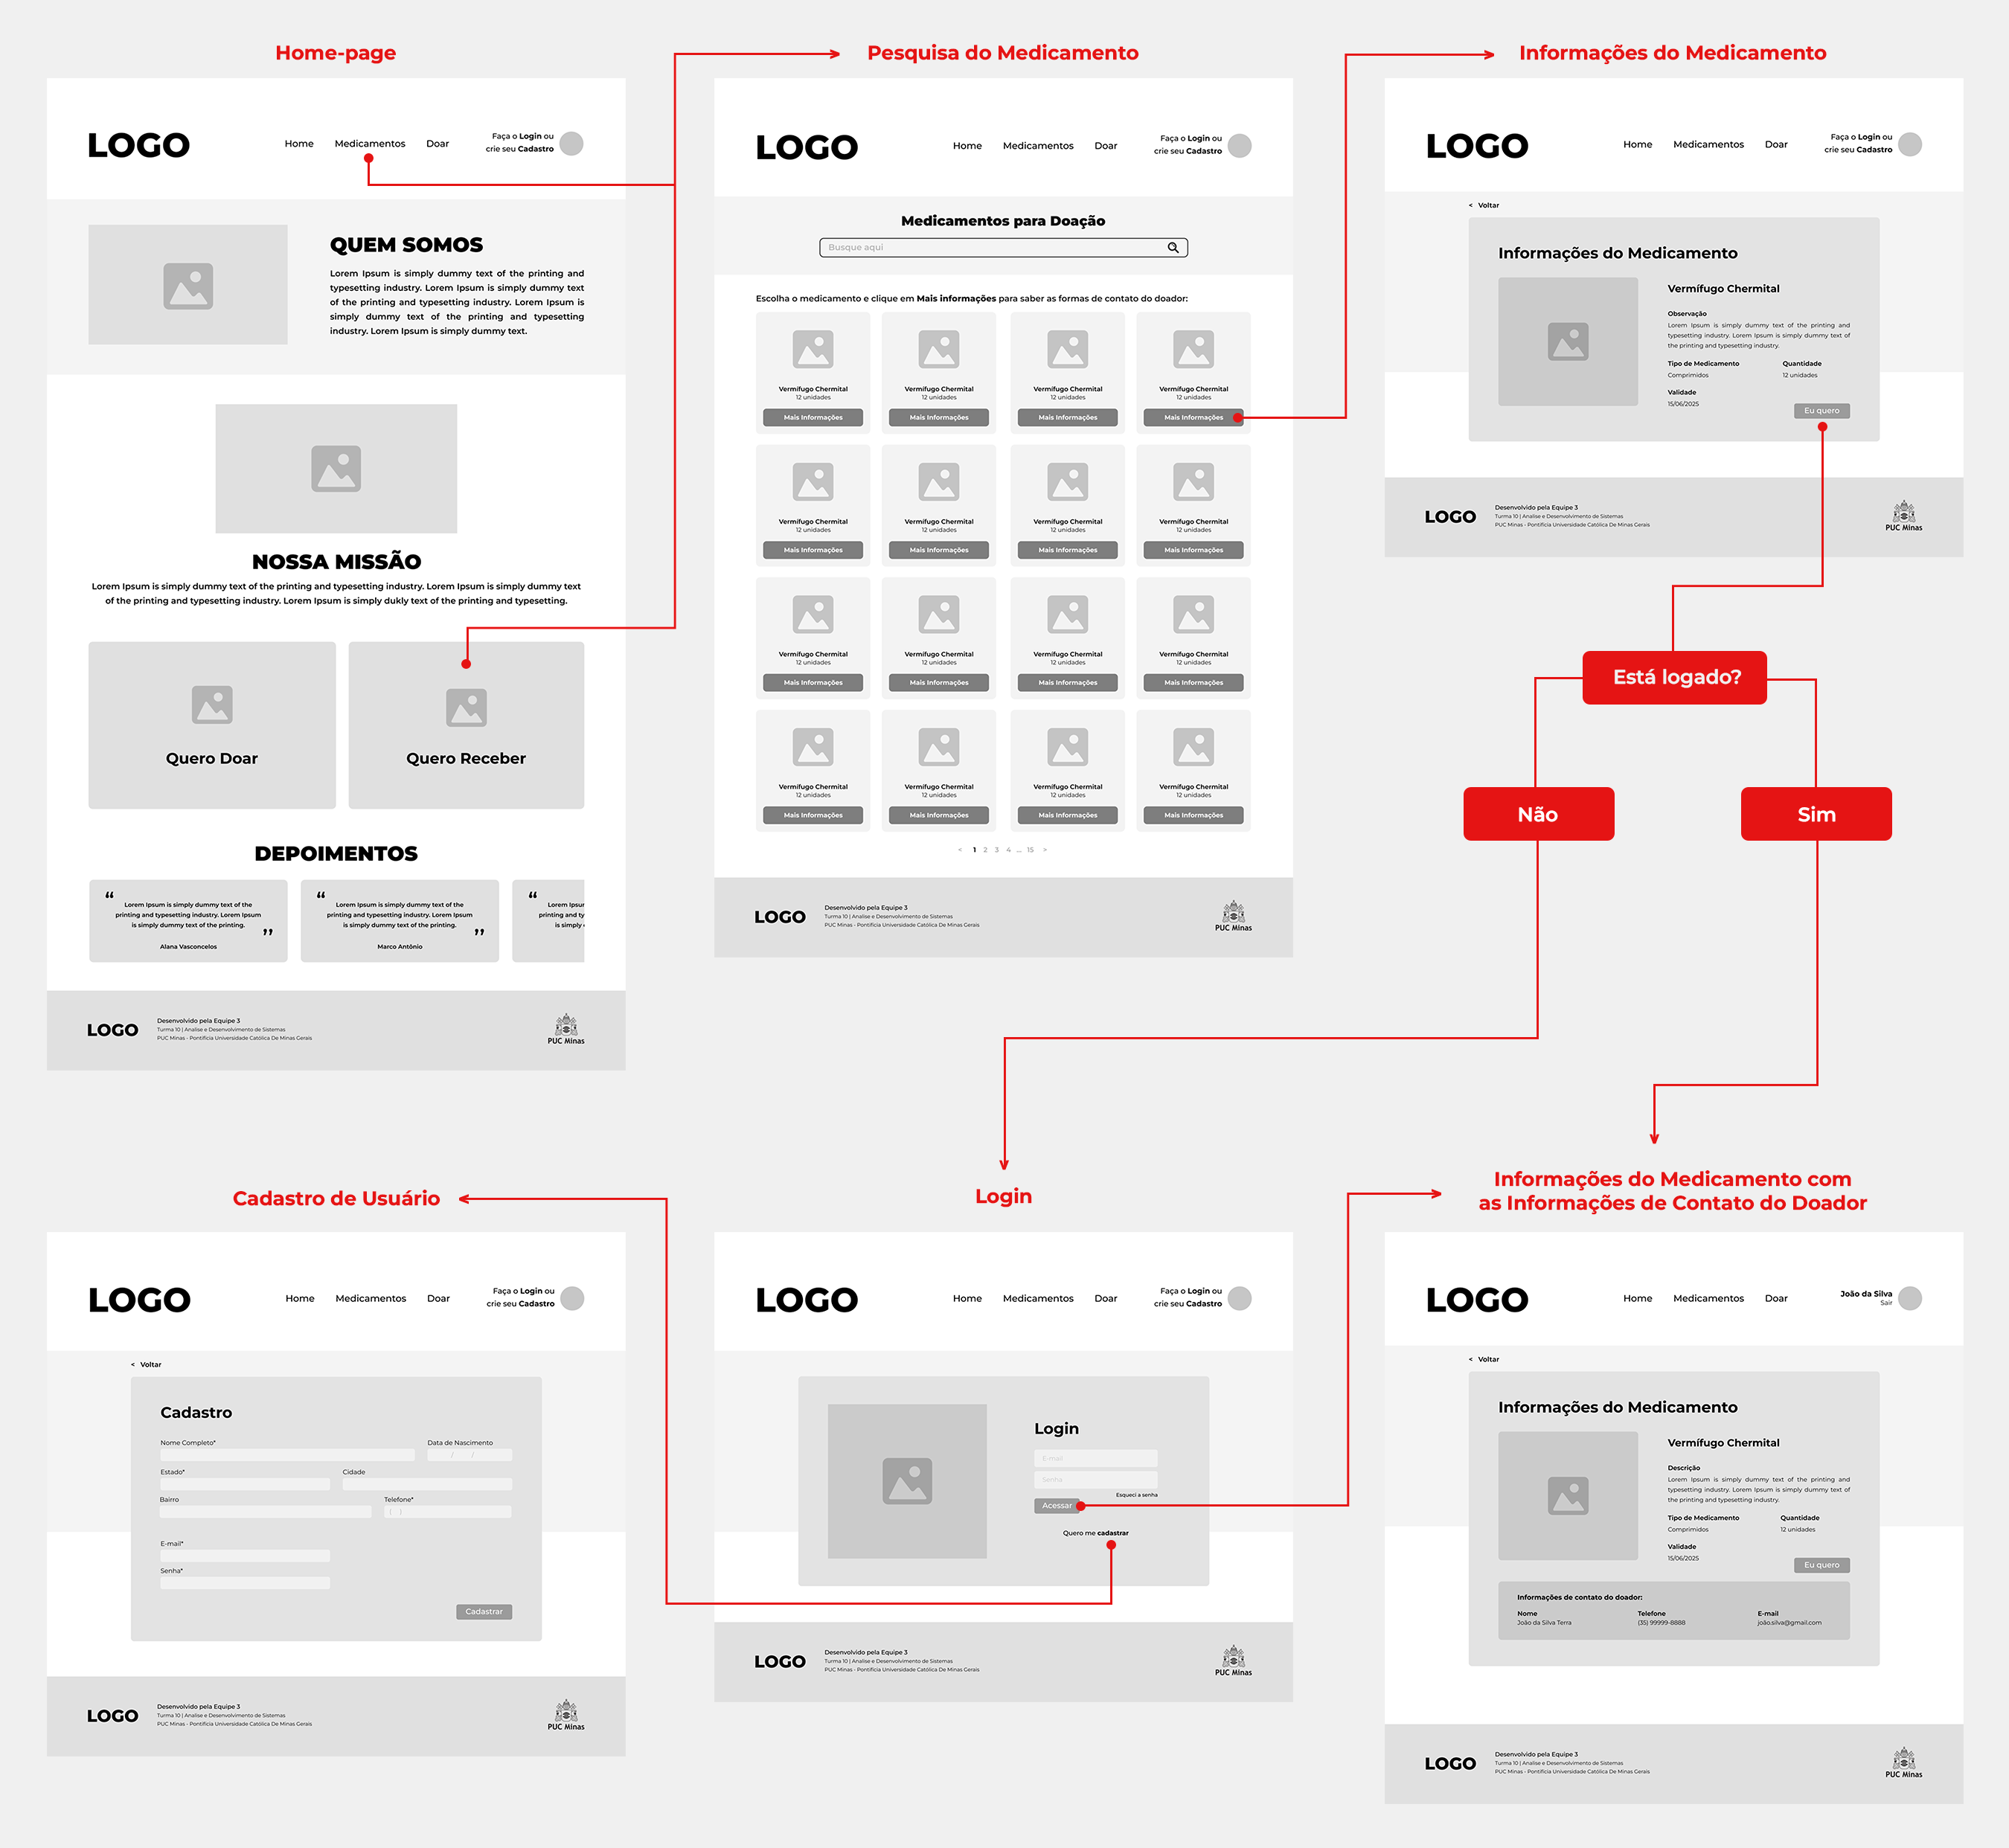 Home-page
LOGO
Home Medicamentos Doar
Faça o Login ou
crie seu Cadastro
QUEM SOMOS
Lorem Ipsum is simply dummy text of the printing and
typesetting industry. Lorem Ipsum is simply dummy text
of the printing and typesetting industry. Lorem Ipsum is
simply dummy text of the printing and typesetting
industry. Lorem Ipsum is simply dummy text.
NOSSA MISSÃO
Lorem Ipsum is simply dummy text of the printing and typesetting industry. Lorem Ipsum is simply dummy text
of the printing and typesetting industry. Lorem Ipsum is simply dukly text of the printing and typesetting.
Quero Doar
Quero Receber
DEPOIMENTOS
“
Lorem Ipsum is simply dummy text of the
printing and typesetting industry. Lorem Ipsum
is simply dummy text of the printing.
”
Alana Vasconcelos
“
Lorem Ipsum is simply dummy text of the
printing and typesetting industry. Lorem Ipsum
is simply dummy text of the printing.
”
Marco Antônio
“
Lorem Ipsur
printing and ty
is simply
LOGO
Desenvolvido pela Equipe 3
Turma 10 | Analise e Desenvolvimento de Sistemas
PUC Minas - Pontifícia Universidade Católica De Minas Gerais
PUC Minas
Pesquisa do Medicamento
LOGO
Home Medicamentos Doar
Faça o Login ou
crie seu Cadastro
Medicamentos para Doação
Busque aqui
Escolha o medicamento e clique em Mais informações para saber as formas de contato do doador:
Vermífugo Chermital Vermífugo Chermital Vermífugo Chermital Vermífugo Chermital
12 unidades 12 unidades 12 unidades 12 unidades
Mais Informações Mais Informações Mais Informações Mais Informações
Vermífugo Chermital Vermífugo Chermital Vermífugo Chermital Vermífugo Chermital
12 unidades 12 unidades 12 unidades 12 unidades
Mais Informações Mais Informações Mais Informações Mais Informações
Vermífugo Chermital Vermífugo Chermital Vermífugo Chermital Vermífugo Chermital
12 unidades 12 unidades 12 unidades 12 unidades
Mais Informações Mais Informações Mais Informações Mais Informações
Vermífugo Chermital Vermífugo Chermital Vermífugo Chermital Vermífugo Chermital
12 unidades 12 unidades 12 unidades 12 unidades
Mais Informações Mais Informações Mais Informações Mais Informações
< 1 2 3 4 ... 15 >
LOGO
Desenvolvido pela Equipe 3
Turma 10 | Analise e Desenvolvimento de Sistemas
PUC Minas - Pontifícia Universidade Católica De Minas Gerais
PUC Minas
Informações do Medicamento
LOGO
Home Medicamentos Doar
Faça o Login ou
crie seu Cadastro
< Voltar
Informações do Medicamento
Vermífugo Chermital
Observação
Lorem Ipsum is simply dummy text of the printing and
typesetting industry. Lorem Ipsum is simply dummy text of
the printing and typesetting industry.
Tipo de Medicamento Quantidade
Comprimidos 12 unidades
Validade
15/06/2025
Eu quero
LOGO
Desenvolvido pela Equipe 3
Turma 10 | Analise e Desenvolvimento de Sistemas
PUC Minas - Pontifícia Universidade Católica De Minas Gerais
PUC Minas
Está logado?
Não
Sim
Cadastro de Usuário
LOGO
Home Medicamentos Doar
Faça o Login ou
crie seu Cadastro
< Voltar
Cadastro
Nome Completo* Data de Nascimento
/ /
Estado* Cidade
Bairro Telefone*
( )
E-mail*
Senha*
Cadastrar
LOGO
Desenvolvido pela Equipe 3
Turma 10 | Analise e Desenvolvimento de Sistemas
PUC Minas - Pontifícia Universidade Católica De Minas Gerais
PUC Minas
Login
LOGO
Home Medicamentos Doar
Faça o Login ou
crie seu Cadastro
Login
E-mail
Senha
Esqueci a senha
Acessar
Quero me cadastrar
LOGO
Desenvolvido pela Equipe 3
Turma 10 | Analise e Desenvolvimento de Sistemas
PUC Minas - Pontifícia Universidade Católica De Minas Gerais
PUC Minas
Informações do Medicamento com
as Informações de Contato do Doador
LOGO
Home Medicamentos Doar
João da Silva
Sair
< Voltar
Informações do Medicamento
Vermífugo Chermital
Descrição
Lorem Ipsum is simply dummy text of the printing and
typesetting industry. Lorem Ipsum is simply dummy text of
the printing and typesetting industry.
Tipo de Medicamento Quantidade
Comprimidos 12 unidades
Validade
15/06/2025
Eu quero
Informações de contato do doador:
Nome Telefone E-mail
João da Silva Terra (35) 99999-8888 joão.silva@gmail.com
LOGO
Desenvolvido pela Equipe 3
Turma 10 | Analise e Desenvolvimento de Sistemas
PUC Minas - Pontifícia Universidade Católica De Minas Gerais
PUC Minas